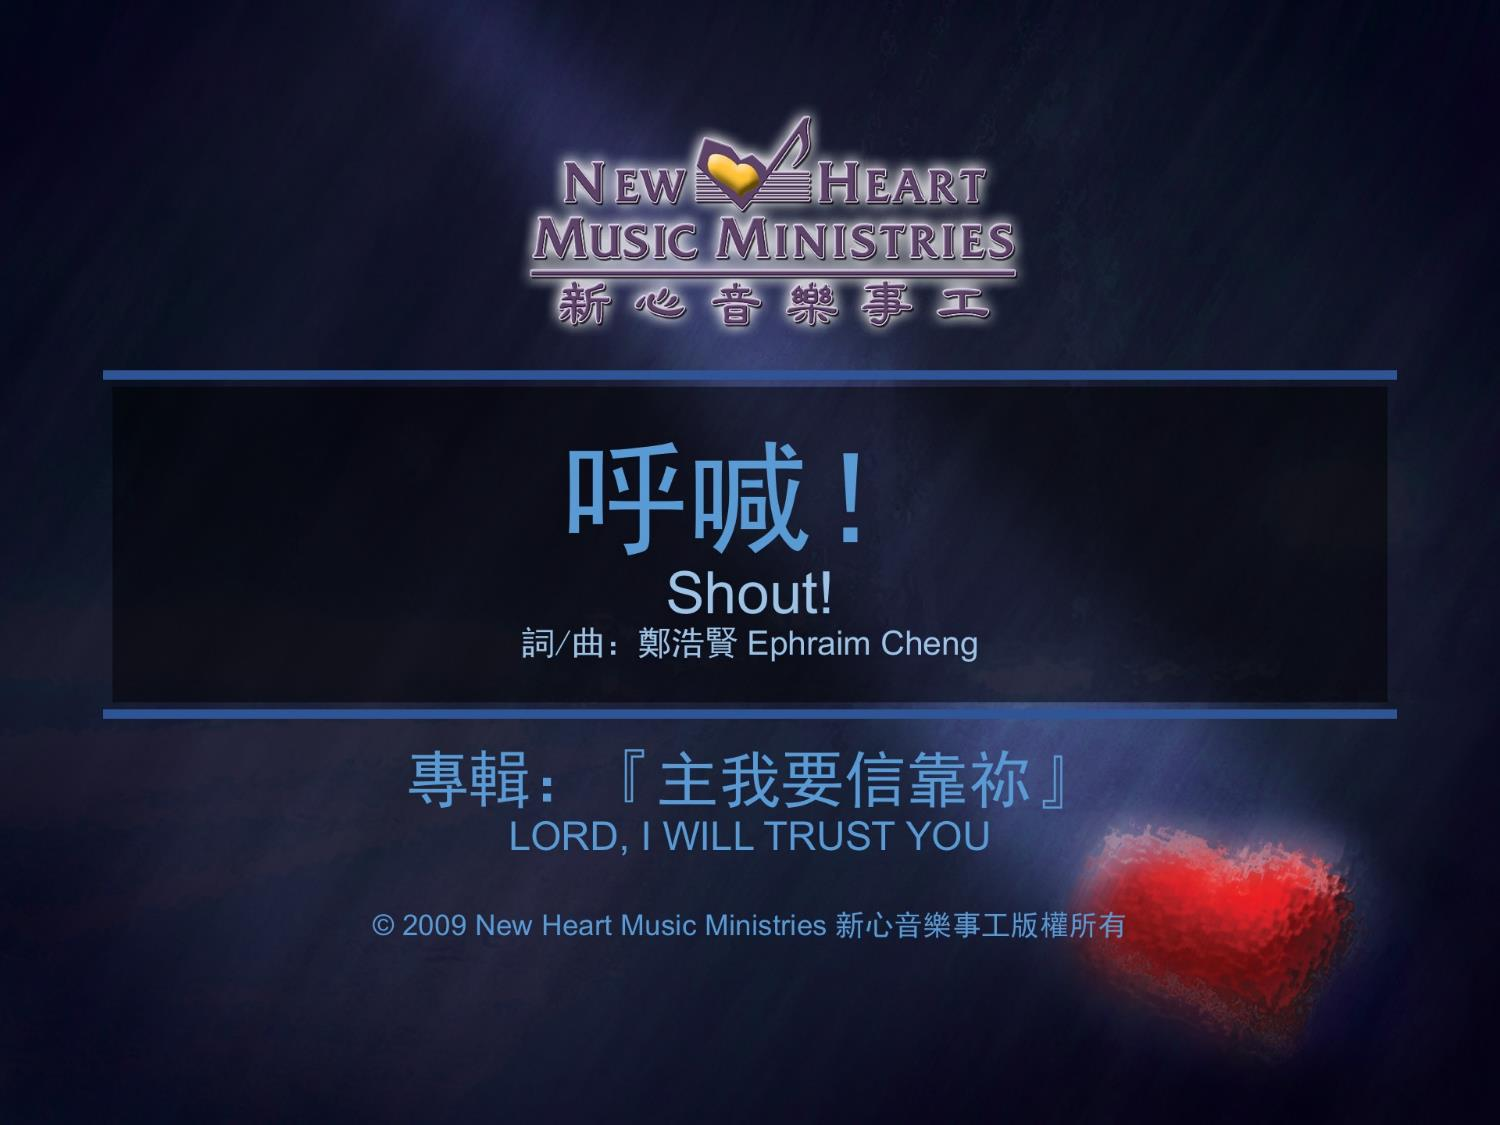 NEW HEART
MUSIC MINISTRIES
新心音樂事工
呼喊！
Shout!
詞/曲：鄭浩賢 Ephraim Cheng
專輯：『主我要信靠祢』
LORD, I WILL TRUST YOU
© 2009 New Heart Music Ministries 新心音樂事工版權所有